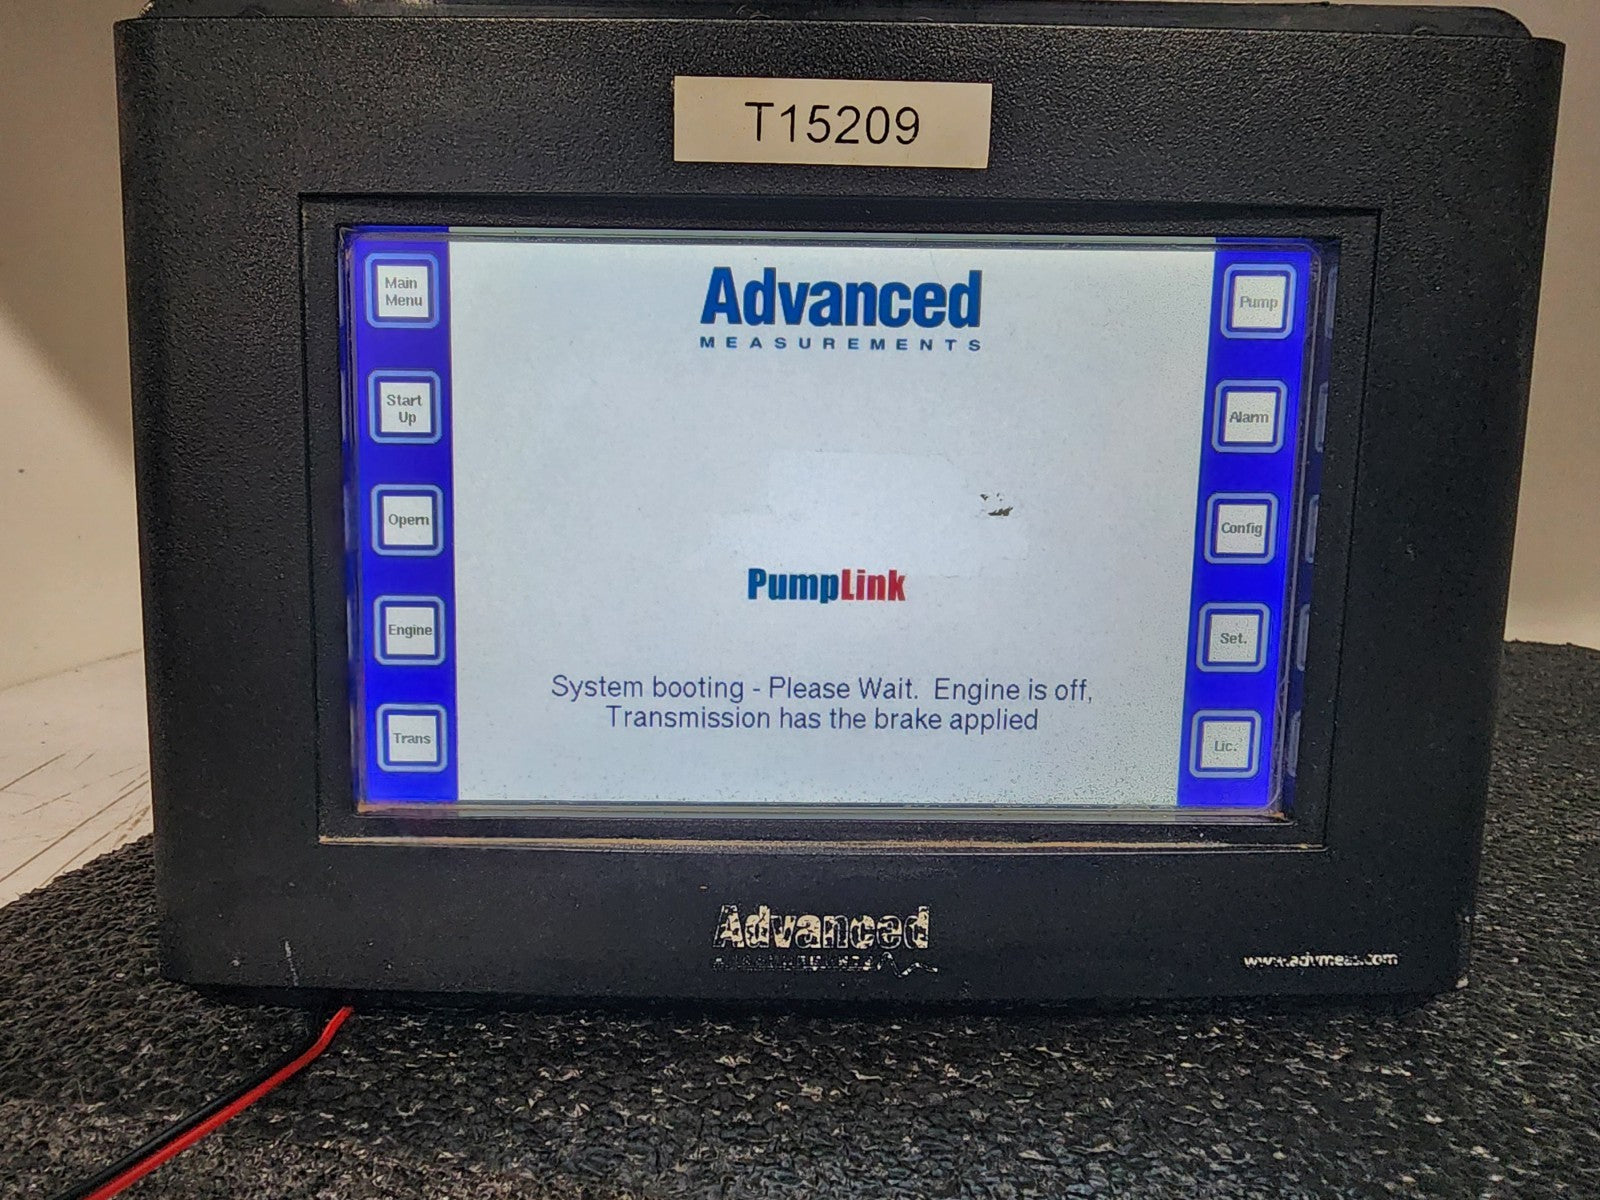 T15209
Advanced
MEASUREMENTS
Main
Menu
Start
Up
Opern
Engine
Trans
Pump
Alarm
Config
Set.
Lic.
PumpLink
System booting - Please Wait. Engine is off,
Transmission has the brake applied
Advanced
www.advmeas.com